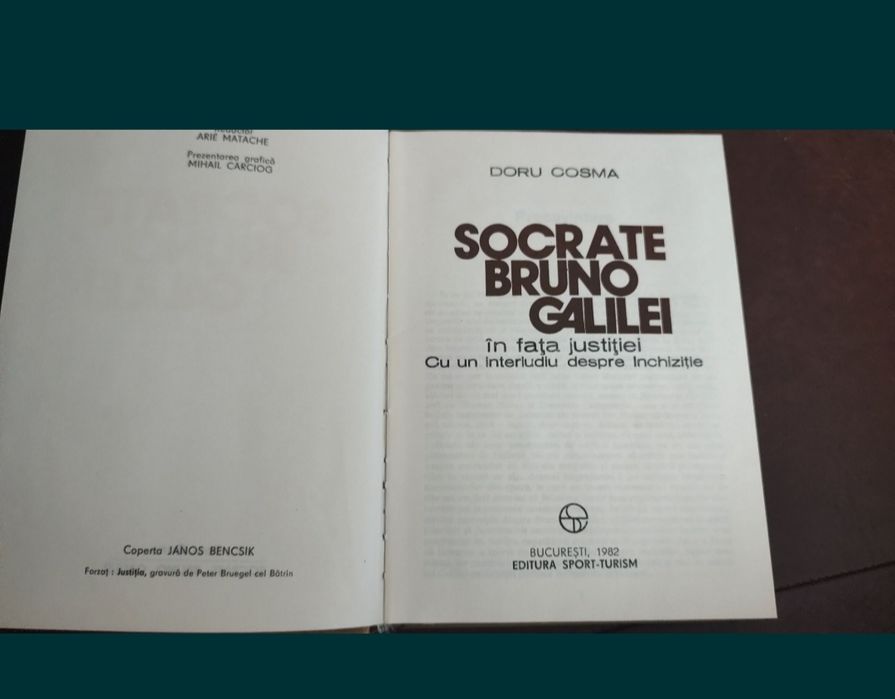 Redactor
ARIE MATACHE
Prezentarea grafică
MIHAIL CARCIOG
Coperta JÁNOS BENCSIK
Forzaț : Justiția, gravură de Peter Bruegel cel Bătrîn
DORU COSMA
SOCRATE
BRUNO
GALILEI
în fața justiției
Cu un interludiu despre Inchiziție
BUCUREȘTI, 1982
EDITURA SPORT-TURISM